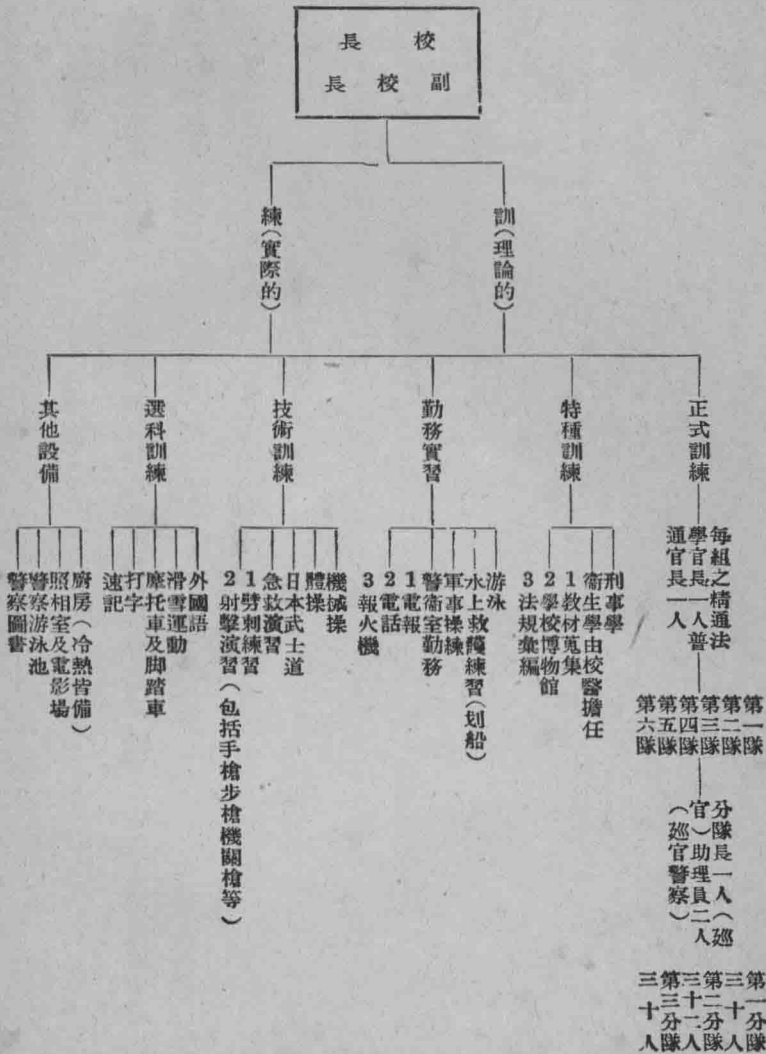 校長
副校長
訓(理論的)
練(實際的)
正式訓練
每組之精通法
學官長一人普
通官長一人
第一隊
第二隊
第三隊
第四隊
第五隊
第六隊
分隊長一人(廵
官)助理員二人
(廵官警察)
第一分隊
三十人
第二分隊
三十二人
第三分隊
三十人
特種訓練
刑事學
衛生學由校醫擔任
1教材蒐集
2學校博物館
3法規彙編
勤務實習
游泳
水上救護練習(划船)
軍事操練
警衛室勤務
1電報
2電話
3報火機
技術訓練
機械操
體操
日本武士道
急救演習
1劈刺練習
2射擊演習(包括手槍步槍機關槍等)
選科訓練
外國語
滑雪運動
摩托車及脚踏車
打字
速記
其他設備
廚房(冷熱皆備)
照相室及電影場
警察游泳池
警察圖書